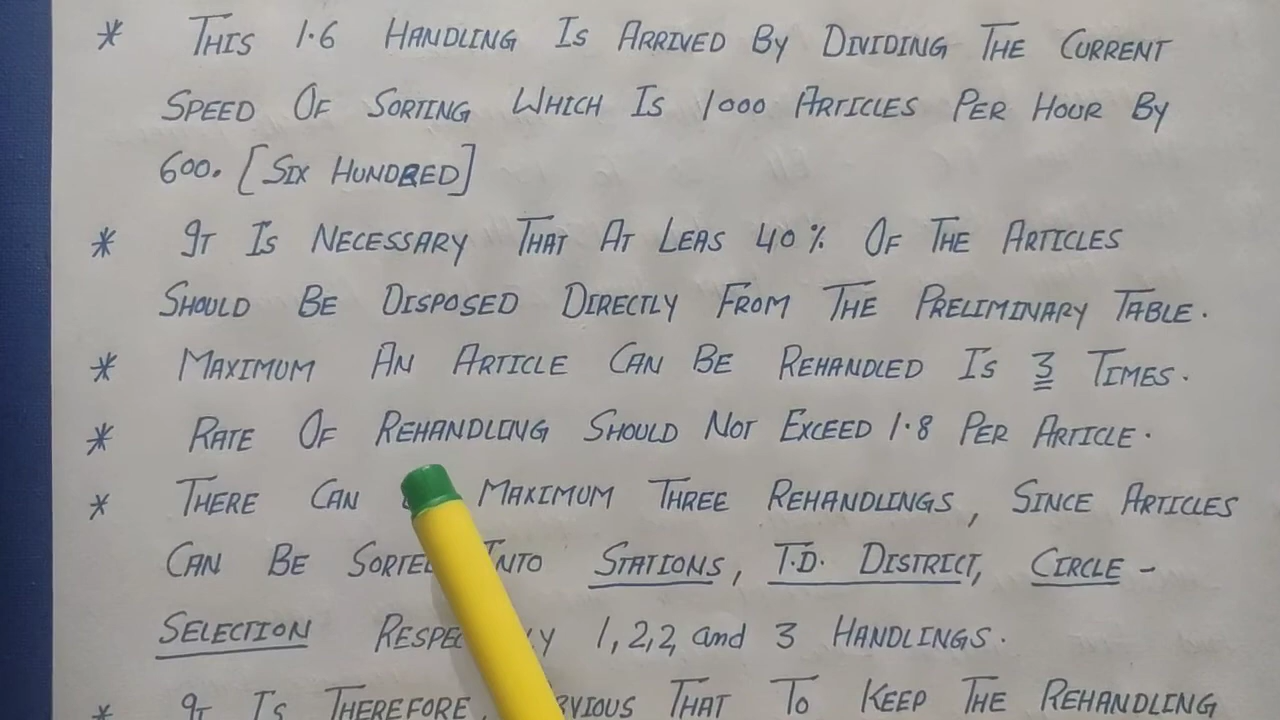 * THIS 1.6 HANDLING IS ARRIVED BY DIVIDING THE CURRENT
SPEED OF SORTING WHICH IS 1000 ARTICLES PER HOUR BY
600. [SIX HUNDRED]
* IT IS NECESSARY THAT AT LEAS 40% OF THE ARTICLES
SHOULD BE DISPOSED DIRECTLY FROM THE PRELIMINARY TABLE.
* MAXIMUM AN ARTICLE CAN BE REHANDLED IS 3 TIMES.
* RATE OF REHANDLING SHOULD NOT EXCEED 1.8 PER ARTICLE.
* THERE CAN MAXIMUM THREE REHANDLINGS, SINCE ARTICLES
CAN BE SORTED INTO STATIONS, T.D. DISTRICT, CIRCLE -
SELECTION 1,2,2, and 3 HANDLINGS.
* IT IS THEREFORE, THAT TO KEEP THE REHANDLING